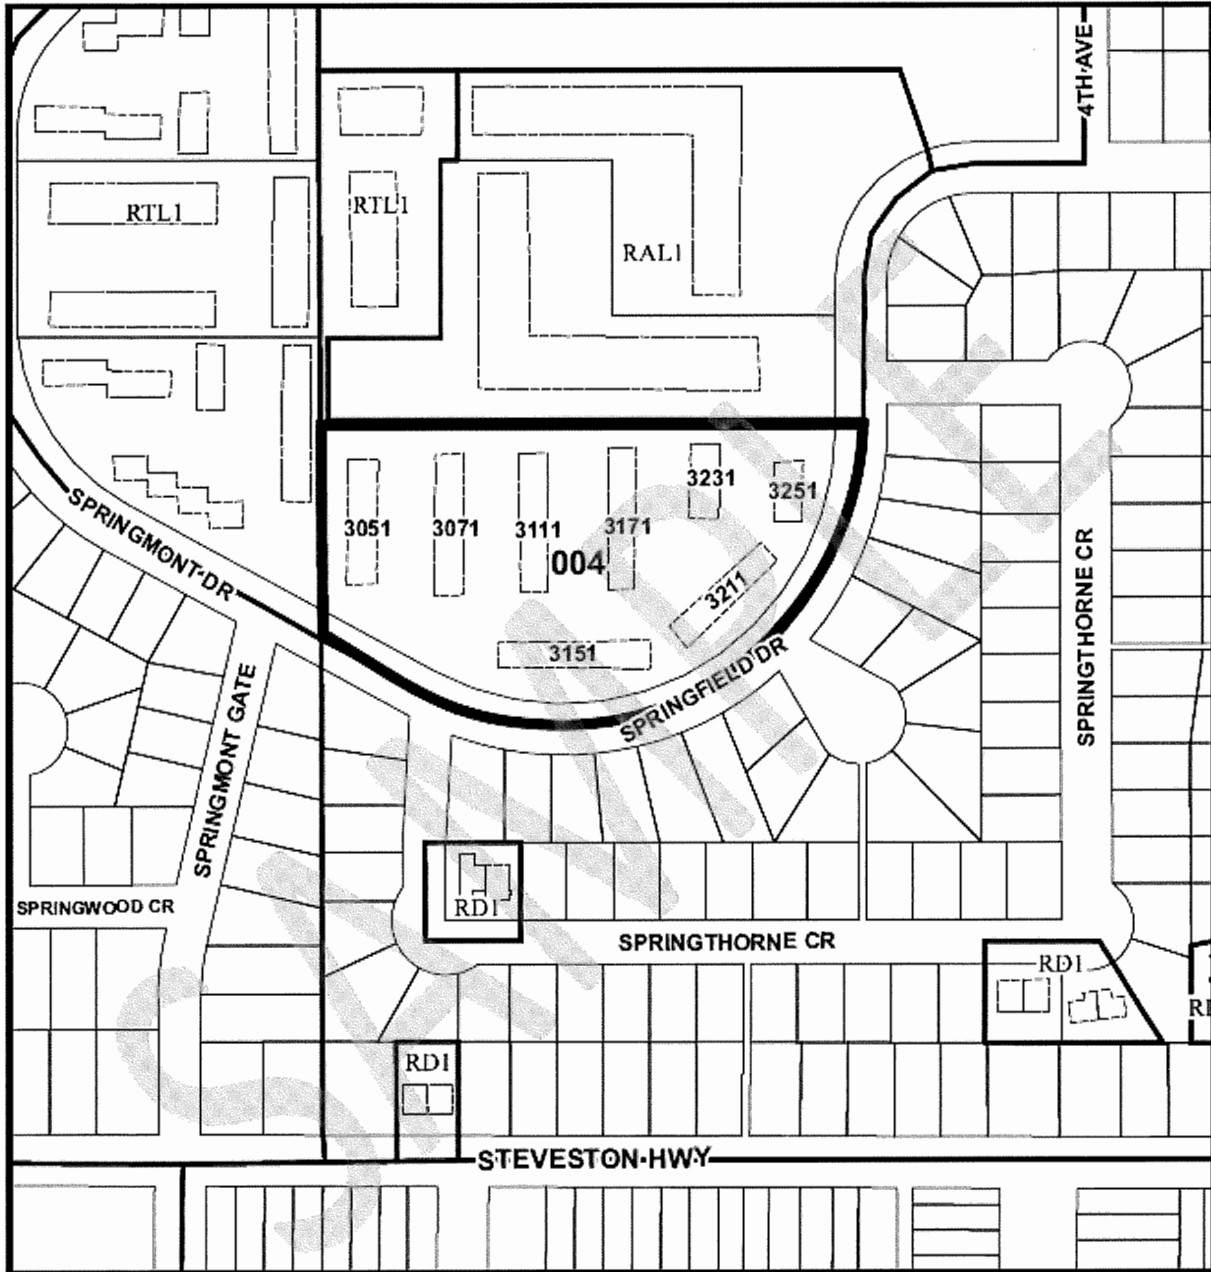 4TH AVE
RTL1
RTL1
RAL1
3231
3251
3051
3071
3111
3171
004
3211
3151
SPRINGMONT DR
SPRINGFIELD DR
SPRINGTHORNE CR
SPRINGMONT GATE
SPRINGWOOD CR
RD1
SPRINGTHORNE CR
RD1
RD1
STEVESTON HWY
SAMPLE